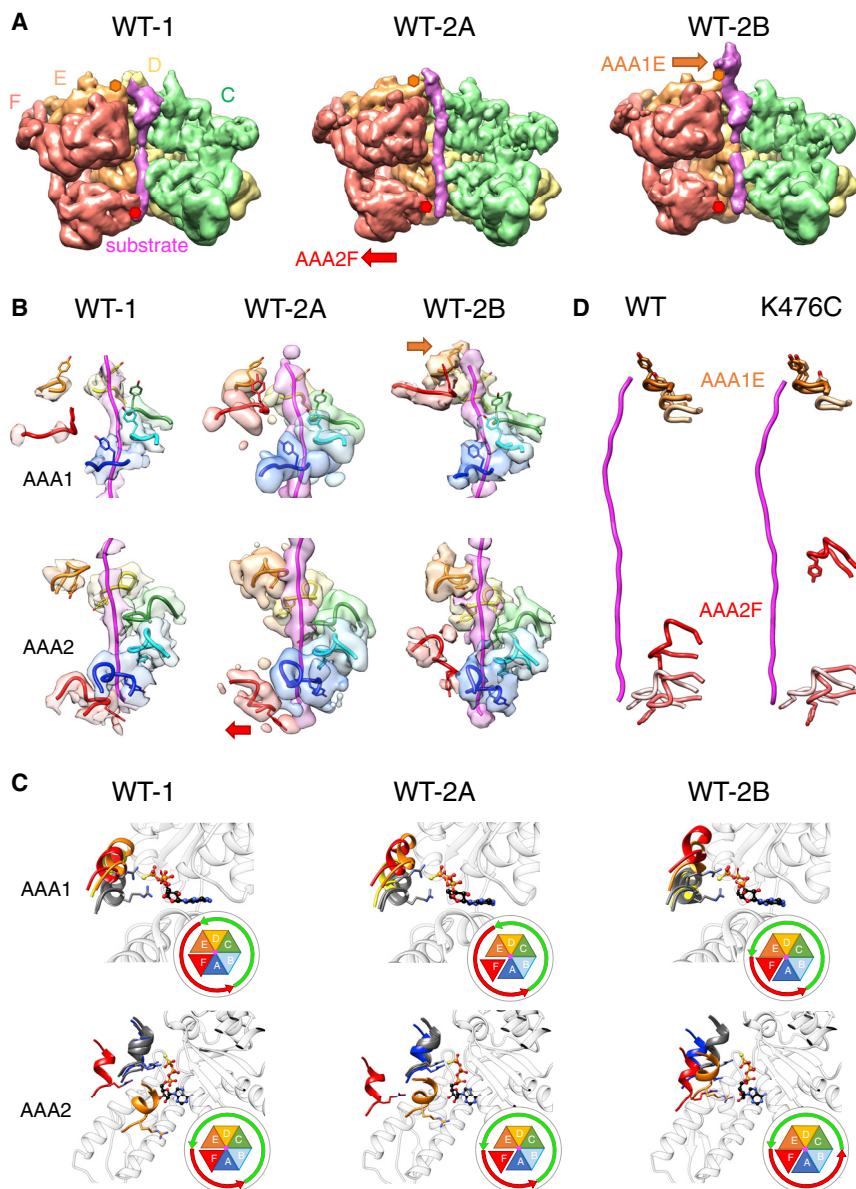 A
WT-1 WT-2A WT-2B
F E D C
AAA1E
substrate
AAA2F
B
WT-1 WT-2A WT-2B
AAA1
AAA2
D
WT K476C
AAA1E
AAA2F
C
WT-1 WT-2A WT-2B
AAA1
E D C F A B
E D C F A B
E D C F A B
AAA2
E D C F A B
E D C F A B
E D C F A B